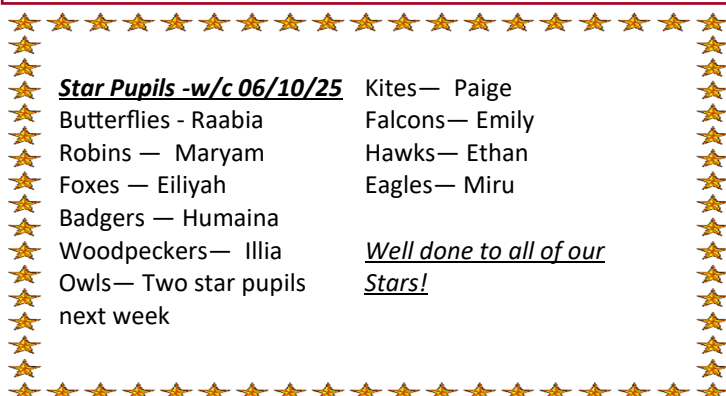 Star Pupils -w/c 06/10/25
Butterflies - Raabia
Robins — Maryam
Foxes — Eiliyah
Badgers — Humaina
Woodpeckers— Illia
Owls— Two star pupils
next week
Kites— Paige
Falcons— Emily
Hawks— Ethan
Eagles— Miru
Well done to all of our
Stars!